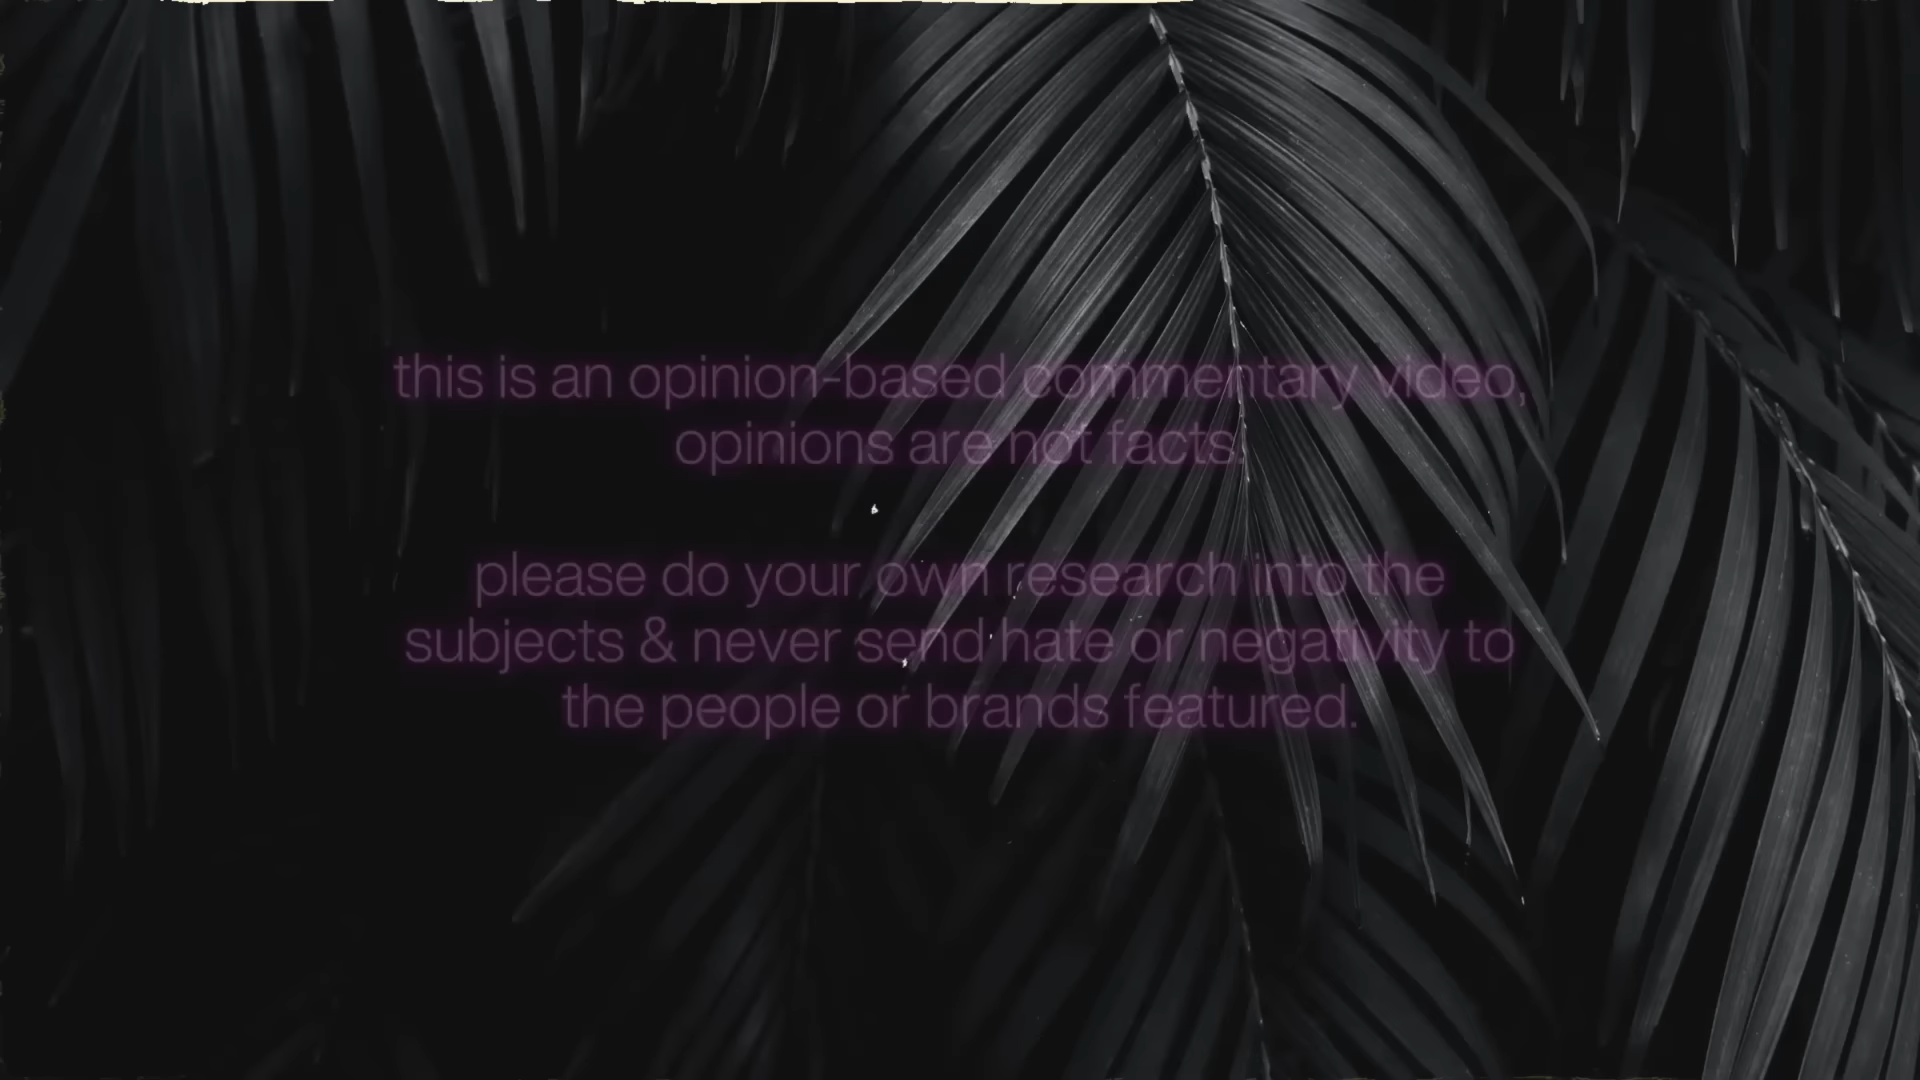 this is an opinion-based commentary video,
opinions are not facts.
please do your own research into the
subjects & never send hate or negativity to
the people or brands featured.